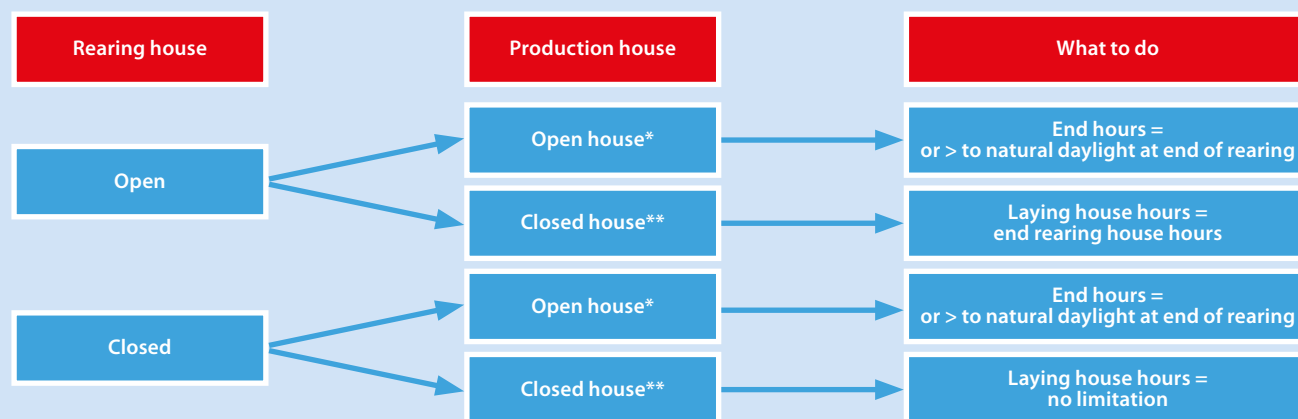 Rearing house
Production house
What to do
Open
Open house*
End hours =
or > to natural daylight at end of rearing
Closed house**
Laying house hours =
end rearing house hours
Closed
Open house*
End hours =
or > to natural daylight at end of rearing
Closed house**
Laying house hours =
no limitation